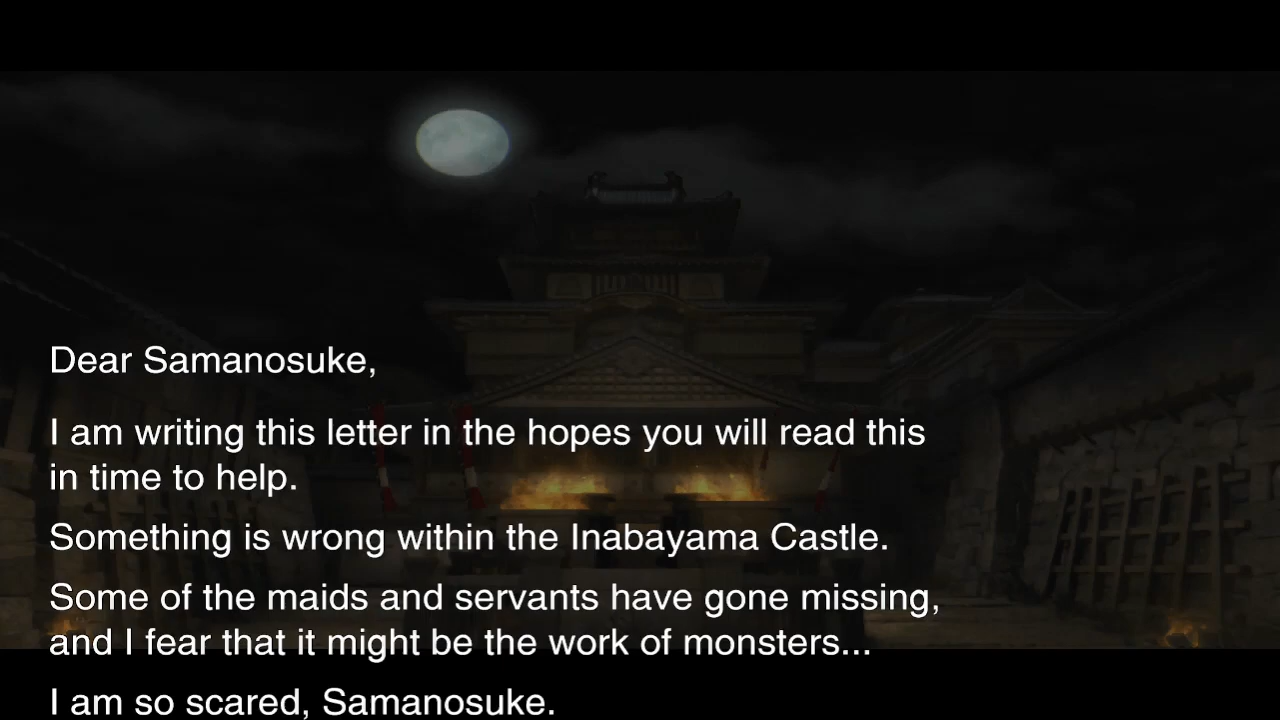 Dear Samanosuke,
I am writing this letter in the hopes you will read this
in time to help.
Something is wrong within the Inabayama Castle.
Some of the maids and servants have gone missing,
and I fear that it might be the work of monsters...
I am so scared, Samanosuke.